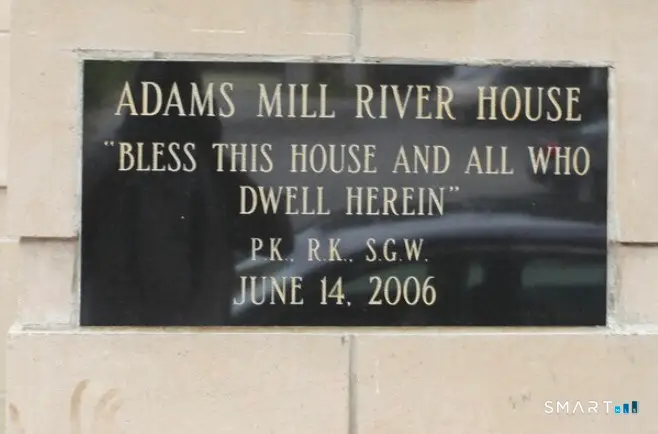 ADAMS MILL RIVER HOUSE
"BLESS THIS HOUSE AND ALL WHO
DWELL HEREIN"
P.K., R.K., S.G.W.
JUNE 14, 2006
SMART